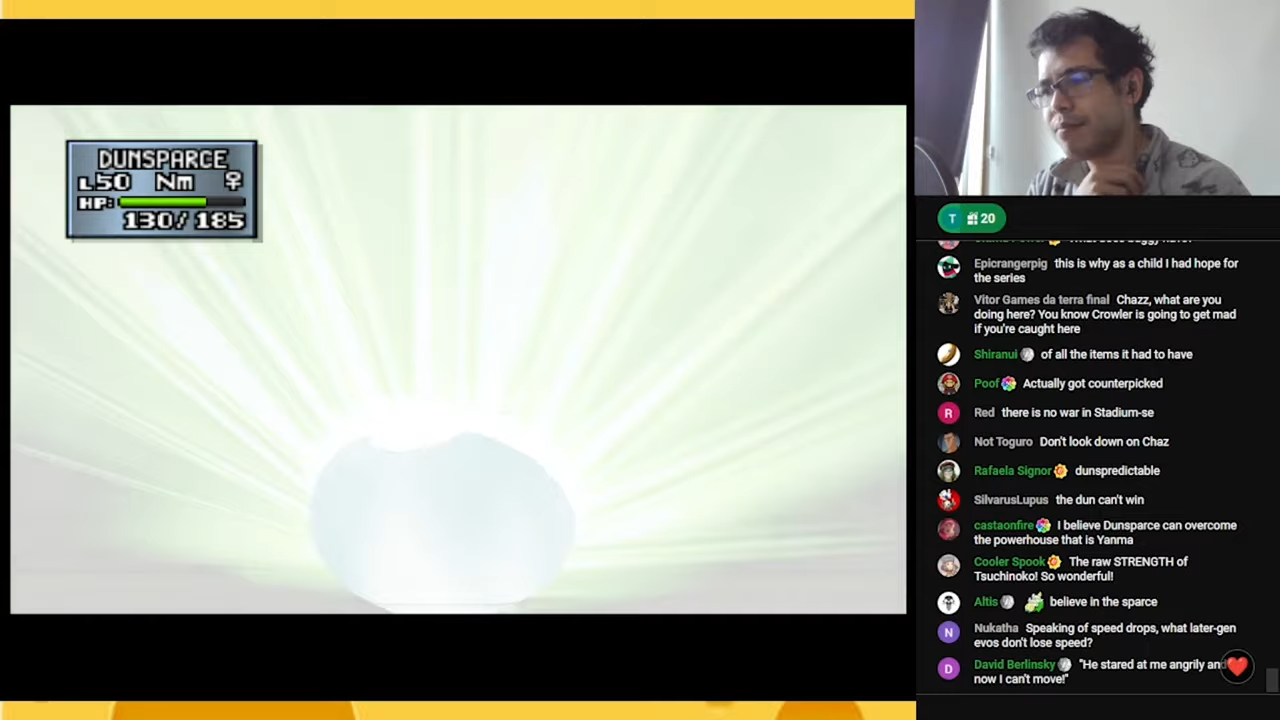 DUNSPARCE
L50 Nm ♀
HP:
130/185
T 20
Epicrangerpig this is why as a child I had hope for
the series
Vitor Games da terra final Chazz, what are you
doing here? You know Crowler is going to get mad
if you're caught here
Shiranui of all the items it had to have
Poof Actually got counterpicked
R Red there is no war in Stadium-se
Not Toguro Don't look down on Chaz
Rafaela Signor dunspredictable
SilvarusLupus the dun can't win
castaonfire I believe Dunsparce can overcome
the powerhouse that is Yanma
Cooler Spook The raw STRENGTH of
Tsuchinoko! So wonderful!
Altis believe in the sparce
N Nukatha Speaking of speed drops, what later-gen
evos don't lose speed?
D David Berlinsky "He stared at me angrily and
now I can't move!"